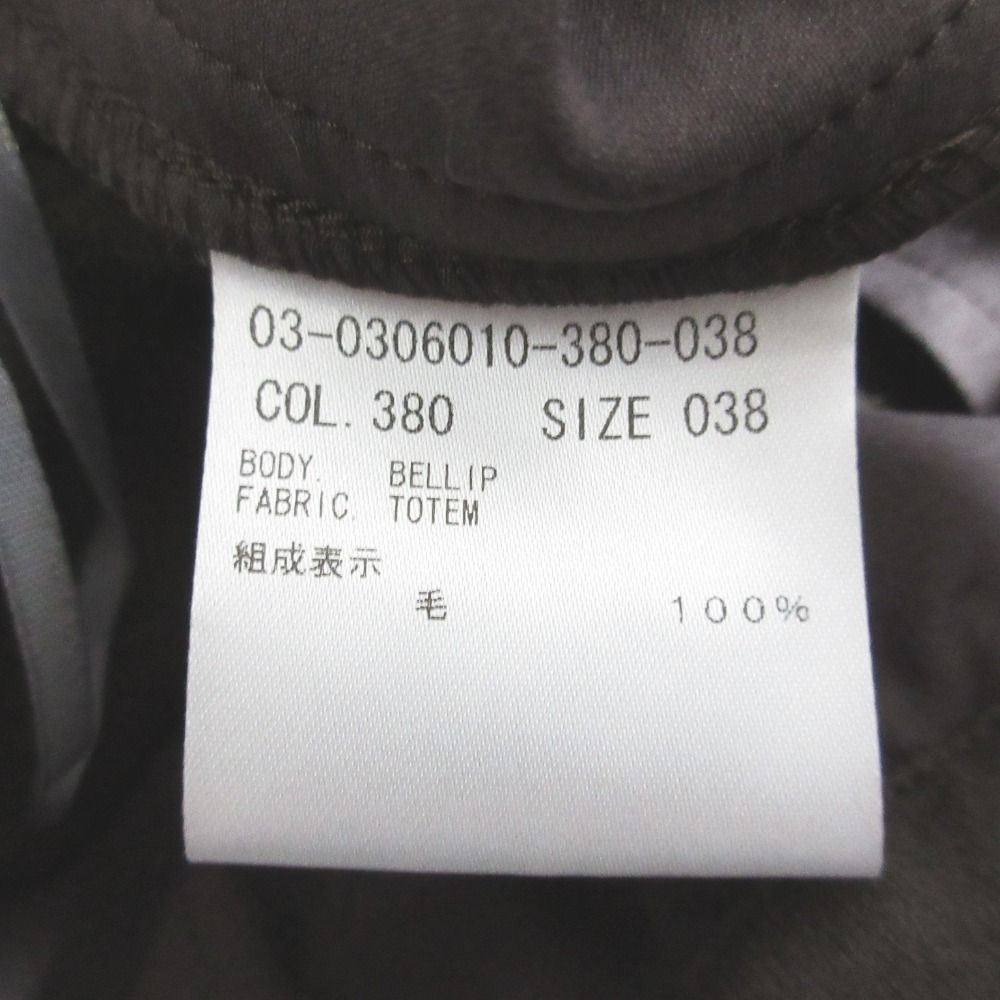 03-0306010-380-038
COL. 380 SIZE 038
BODY. BELLIP
FABRIC. TOTEM
組成表示
毛 100%